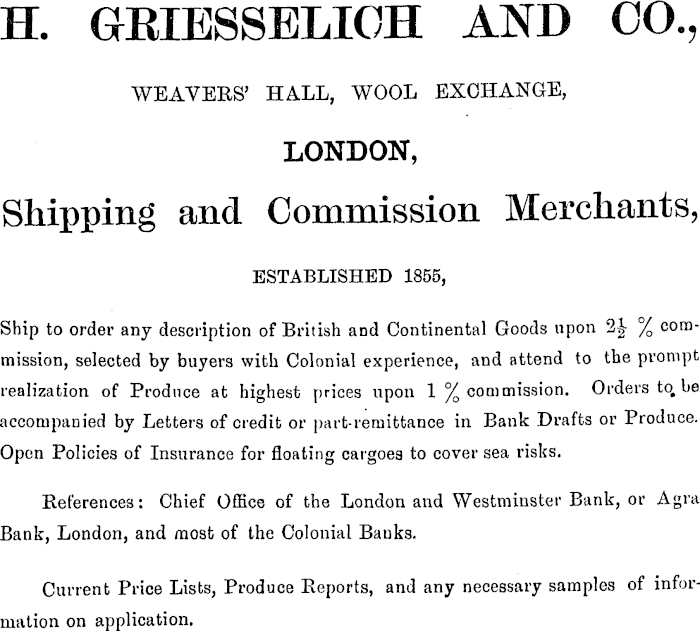 H. GRIESSELICH AND CO.,
WEAVERS' HALL, WOOL EXCHANGE,
LONDON,
Shipping and Commission Merchants,
ESTABLISHED 1855,
Ship to order any description of British and Continental Goods upon 2½ % com-
mission, selected by buyers with Colonial experience, and attend to the prompt
realization of Produce at highest prices upon 1 % commission. Orders to be
accompanied by Letters of credit or part-remittance in Bank Drafts or Produce.
Open Policies of Insurance for floating cargoes to cover sea risks.
References: Chief Office of the London and Westminster Bank, or Agra
Bank, London, and most of the Colonial Banks.
Current Price Lists, Produce Reports, and any necessary samples of infor-
mation on application.